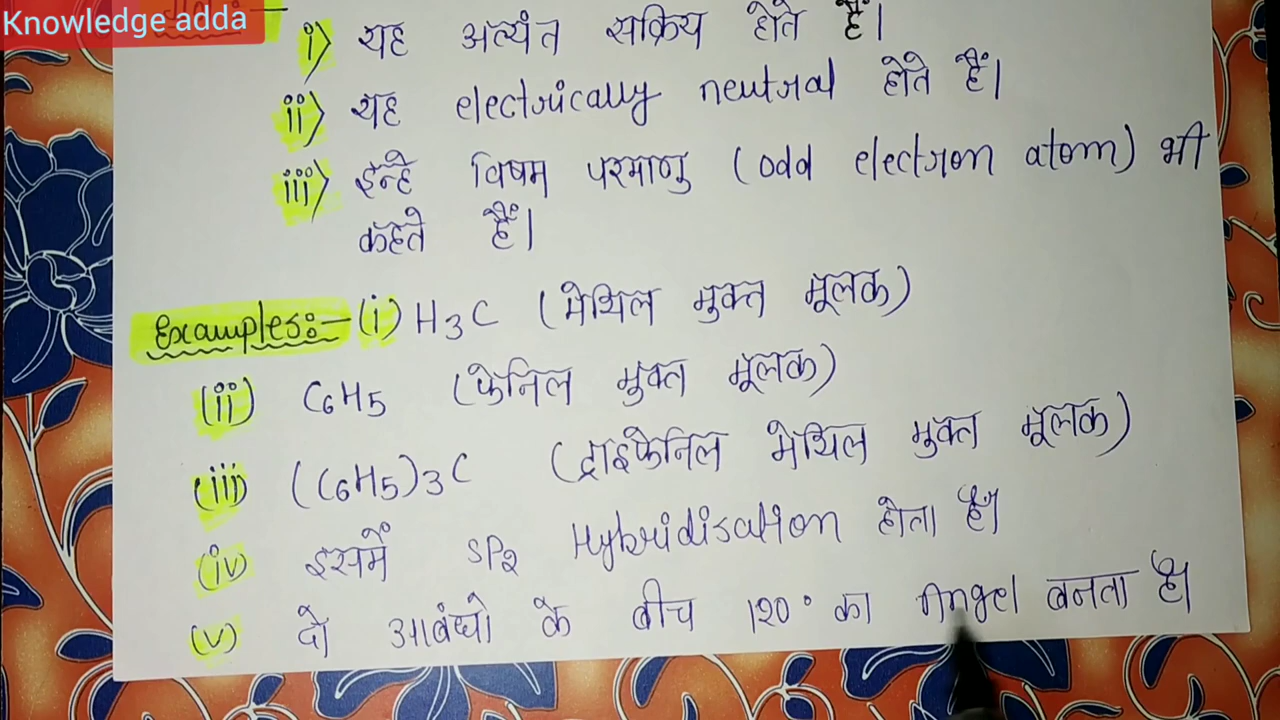 Knowledge adda
i) यह अत्यंत सक्रिय होते हैं।
ii) यह electrically neutral होते हैं।
iii) इन्हे विषम परमाणु (odd electron atom) भी
कहते हैं।
Examples:- (i) H3C (मेथिल मुक्त मूलक)
(ii) C6H5 (फेनिल मुक्त मूलक)
(iii) (C6H5)3C (ट्राइफेनिल मेथिल मुक्त मूलक)
(iv) इसमें SP2 Hybridisation होता है।
(v) दो आबंधो के बीच 120° का Angel बनता है।